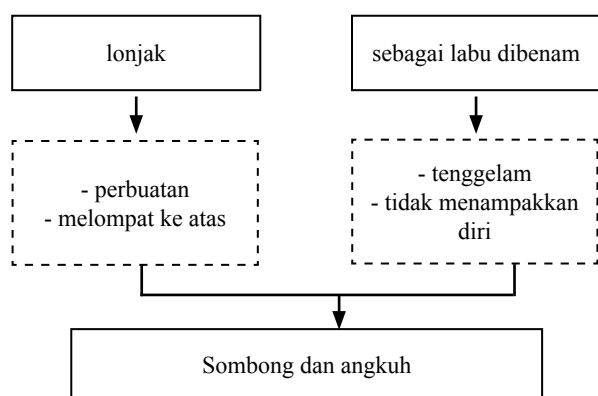 lonjak
sebagai labu dibenam
- perbuatan
- melompat ke atas
- tenggelam
- tidak menampakkan
diri
Sombong dan angkuh